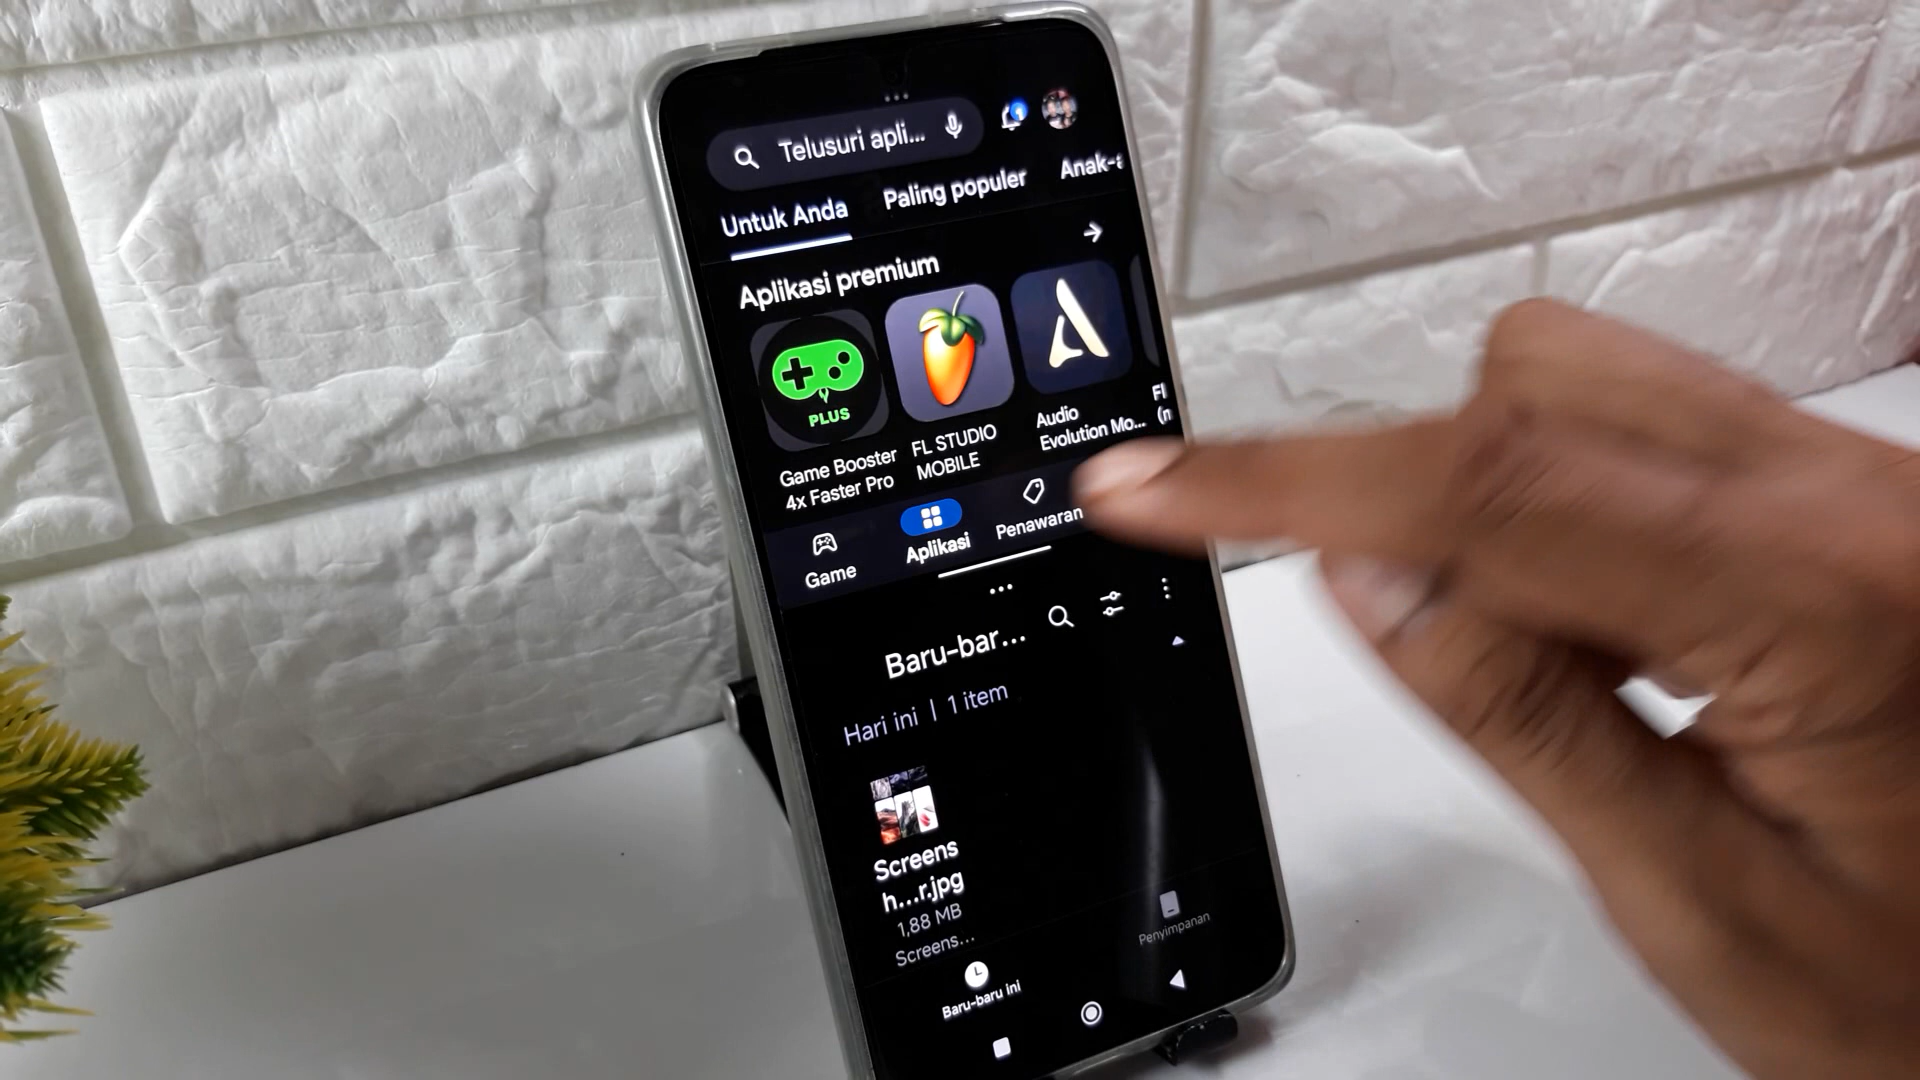 Telusuri apli...
1
Untuk Anda
Paling populer
Anak-a
Aplikasi premium
PLUS
Game Booster
4x Faster Pro
FL STUDIO
MOBILE
Audio
Evolution Mo...
Fl
(n
Game
Aplikasi
Penawaran
Baru-bar...
Hari ini | 1 item
Screens
h...r.jpg
1,88 MB
Screens...
Baru-baru ini
Penyimpanan